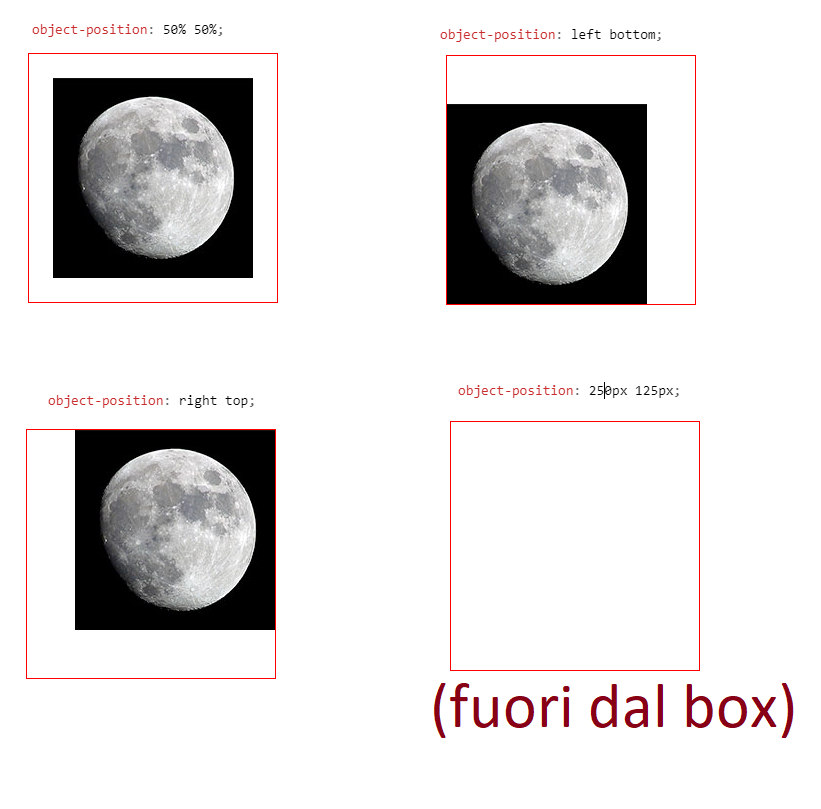 object-position: 50% 50%;
object-position: left bottom;
object-position: right top;
object-position: 250px 125px;
(fuori dal box)